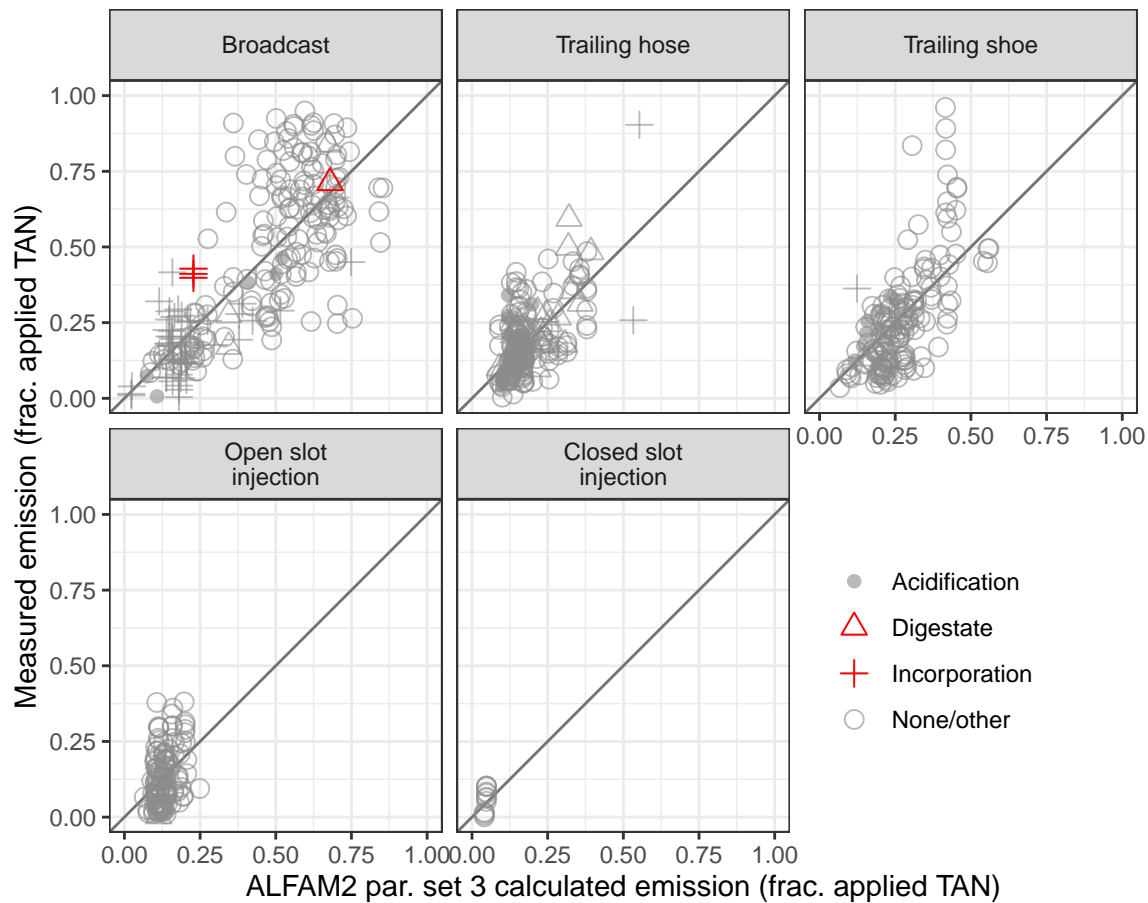 Broadcast
Trailing hose
Trailing shoe
1.00
0.75
0.50
0.25
0.00
0.00 0.25 0.50 0.75 1.00
Open slot
injection
Closed slot
injection
1.00
0.75
0.50
0.25
0.00
0.00 0.25 0.50 0.75 1.00
0.00 0.25 0.50 0.75 1.00
Measured emission (frac. applied TAN)
ALFAM2 par. set 3 calculated emission (frac. applied TAN)
Acidification
Digestate
Incorporation
None/other